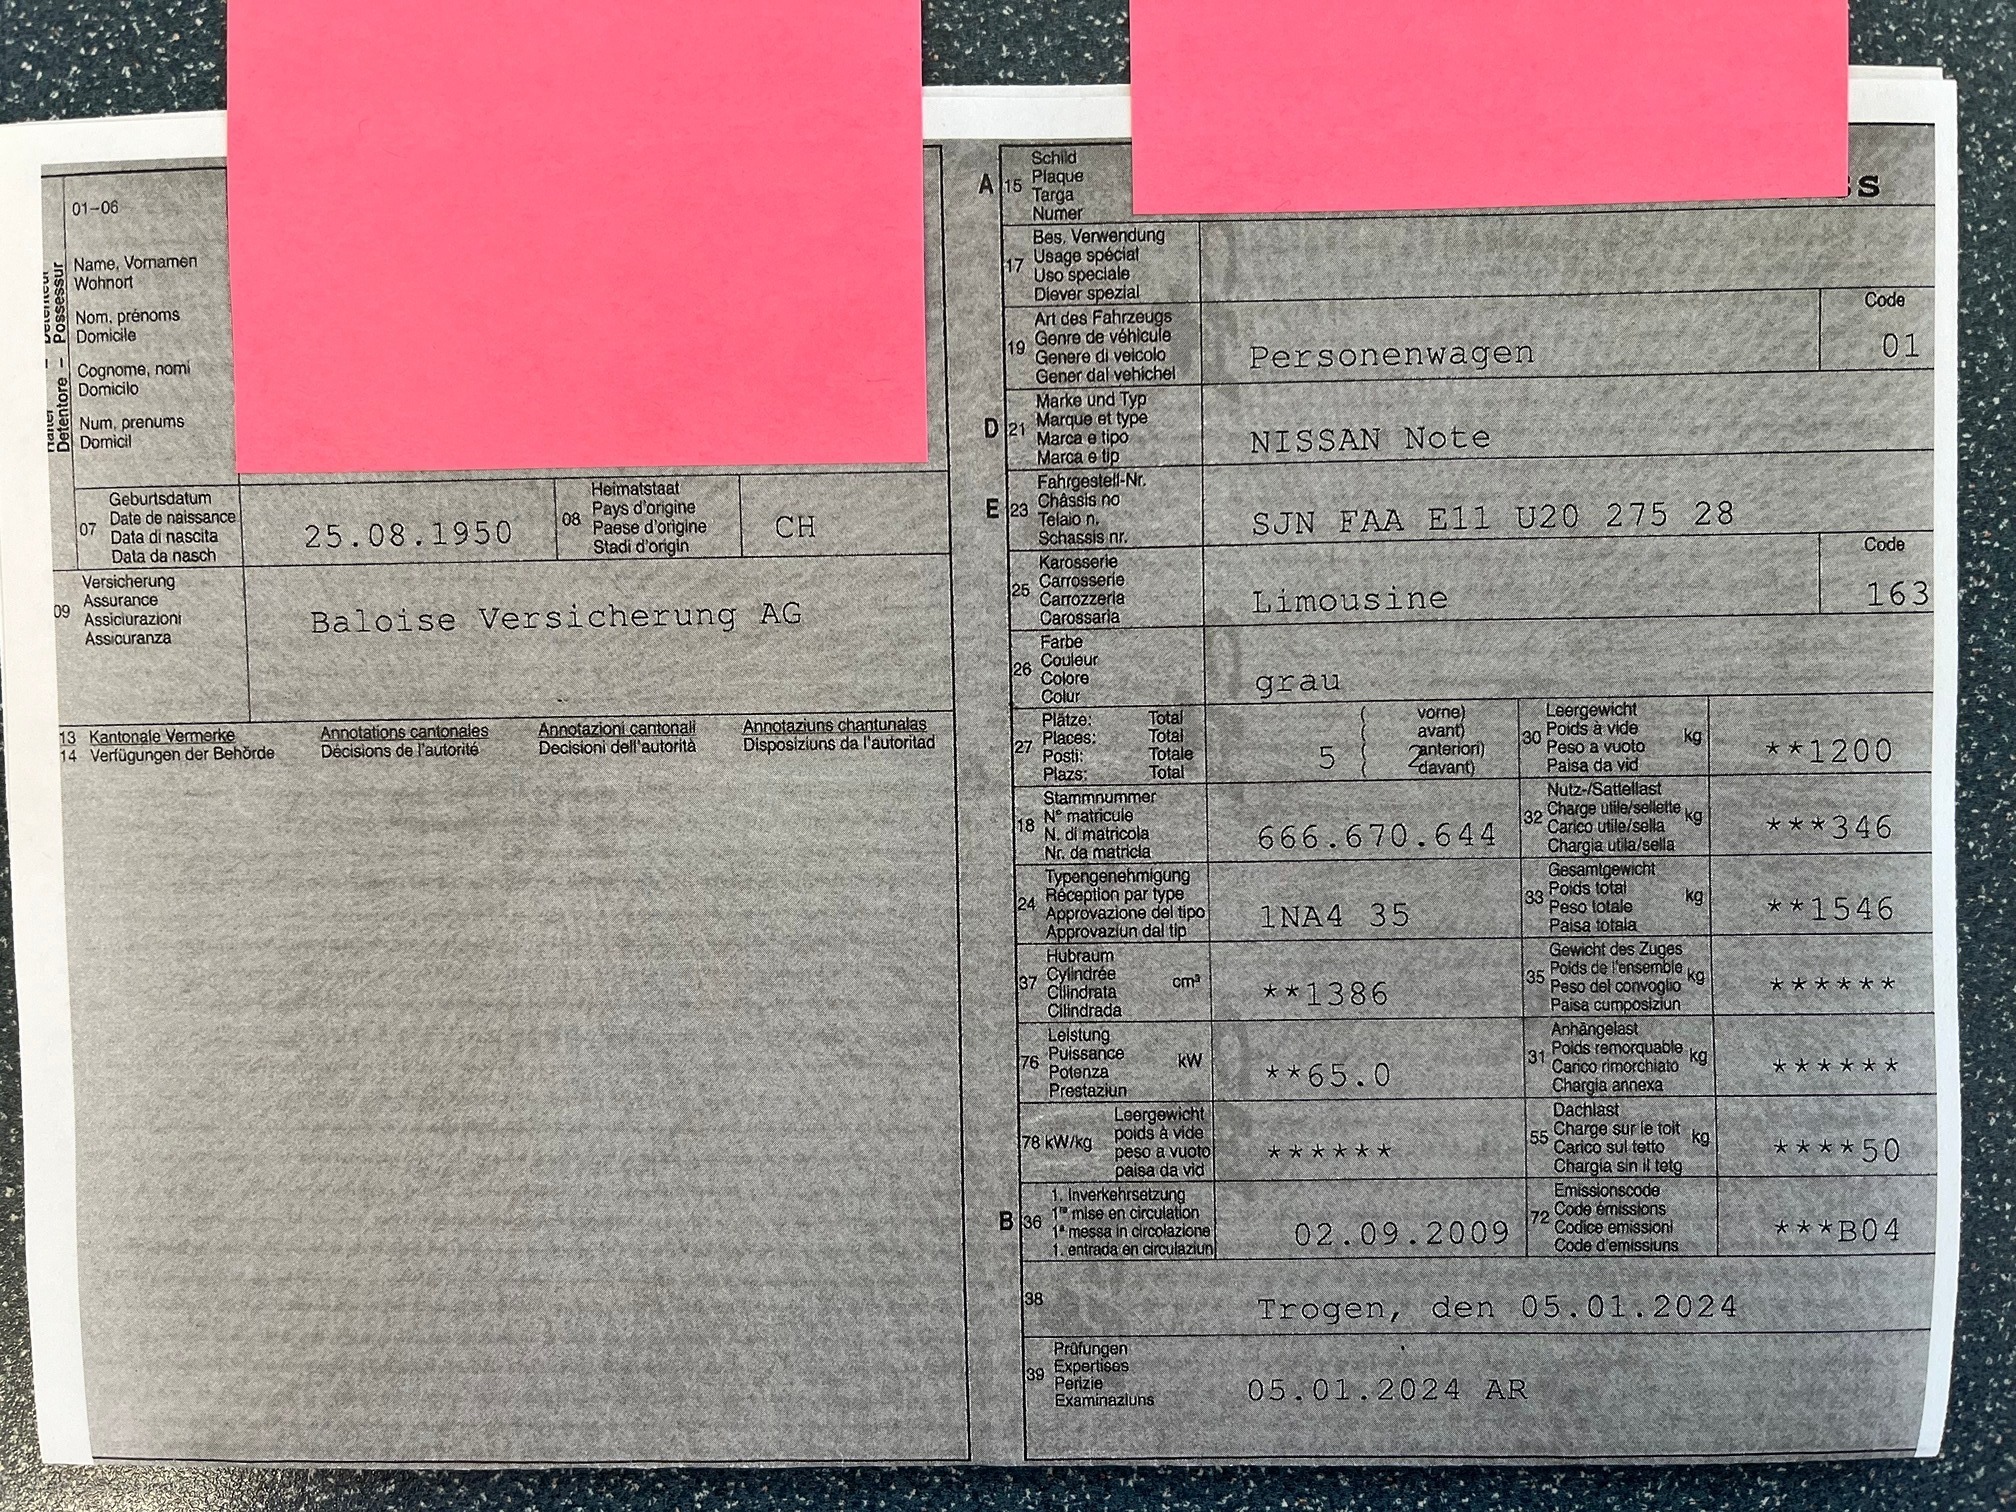 01-06
Detentore - Possessur
Name, Vornamen
Wohnort
Nom, prénoms
Domicile
Cognome, nomi
Domicilo
Num, prenums
Domicil
07
Geburtsdatum
Date de naissance
Data di nascita
Data da nasch
25.08.1950
08
Heimatstaat
Pays d'origine
Paese d'origine
Stadi d'origin
CH
09
Versicherung
Assurance
Assiciurazioni
Assicuranza
Baloise Versicherung AG
13 Kantonale Vermerke Annotations cantonales Annotazioni cantonali Annotaziuns chantunalas
14 Verfügungen der Behörde Décisions de l'autorité Decisioni dell'autorità Disposiziuns da l'autoritad
A 15
Schild
Plaque
Targa
Numer
ss
17
Bes. Verwendung
Usage spécial
Uso speciale
Diever spezial
19
Art des Fahrzeugs
Genre de véhicule
Genere di veicolo
Gener dal vehichel
Personenwagen
Code
01
D 21
Marke und Typ
Marque et type
Marca e tipo
Marca e tip
NISSAN Note
E 23
Fahrgestell-Nr.
Châssis no
Telaio n.
Schassis nr.
SJN FAA E11 U20 275 28
25
Karosserie
Carrosserie
Carrozzeria
Carossaria
Limousine
Code
163
26
Farbe
Couleur
Colore
Colur
grau
27
Plätze: Total
Places: Total
Posti: Totale
Plazs: Total
5
( vorne)
( avant)
( anteriori)
( davant)
2
30
Leergewicht
Poids à vide
Peso a vuoto
Paisa da vid
kg
**1200
18
Stammnummer
N° matricule
N. di matricola
Nr. da matricla
666.670.644
32
Nutz-/Sattellast
Charge utile/sellette
Carico utile/sella
Chargia utila/sella
kg
***346
24
Typengenehmigung
Réception par type
Approvazione del tipo
Approvaziun dal tip
1NA4 35
33
Gesamtgewicht
Poids total
Peso totale
Paisa totala
kg
**1546
37
Hubraum
Cylindrée
Cilindrata
Cilindrada
cm³
**1386
35
Gewicht des Zuges
Poids de l'ensemble
Peso del convoglio
Paisa cumposiziun
kg
******
76
Leistung
Puissance
Potenza
Prestaziun
kW
**65.0
31
Anhängelast
Poids remorquable
Carico rimorchiato
Chargia annexa
kg
******
78 kW/kg
Leergewicht
poids à vide
peso a vuoto
paisa da vid
******
55
Dachlast
Charge sur le toit
Carico sul tetto
Chargia sin il tetg
kg
****50
B 36
1. Inverkehrsetzung
1re mise en circulation
1a messa in circolazione
1. entrada en circulaziun
02.09.2009
72
Emissionscode
Code émissions
Codice emissioni
Code d'emissiuns
***B04
38
Trogen, den 05.01.2024
39
Prüfungen
Expertises
Perizie
Examinaziuns
05.01.2024 AR